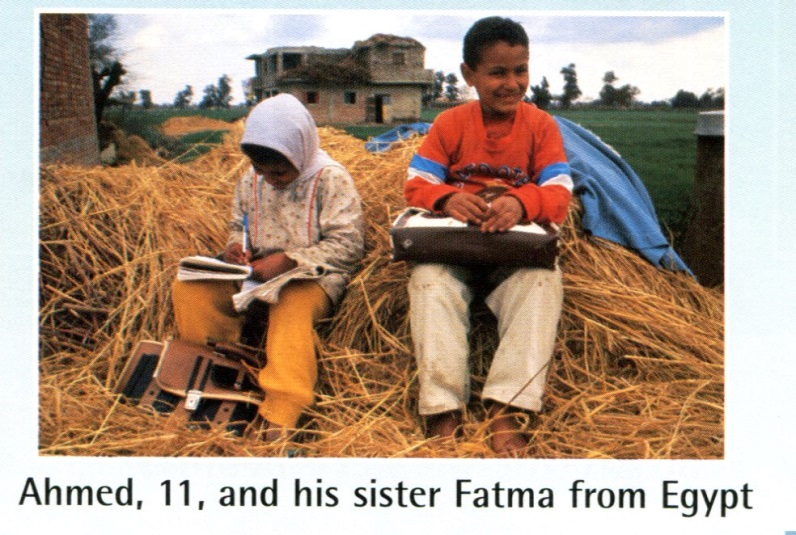 Ahmed, 11, and his sister Fatma from Egypt